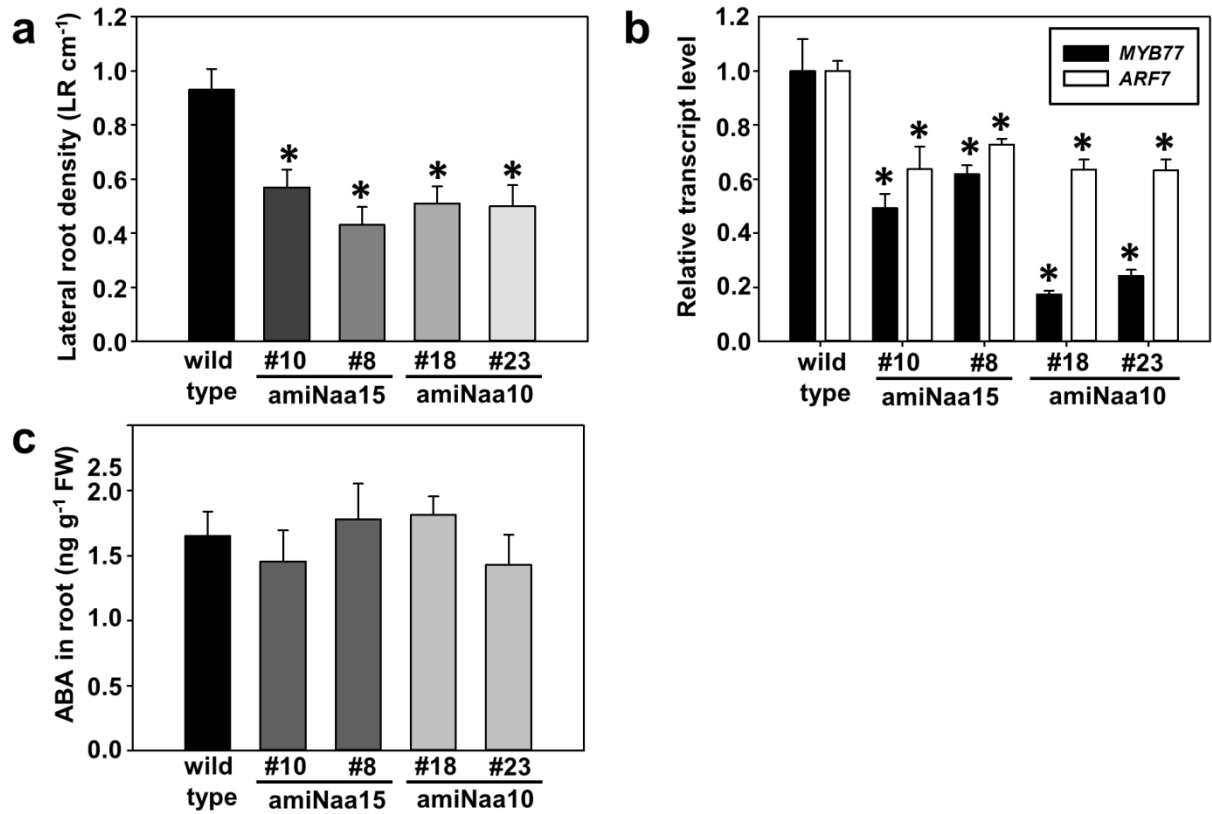 a
Lateral root density (LR cm⁻¹)
1.2
1.0
0.8
0.6
0.4
0.2
0.0
* * * *
wild type
#10 #8 #18 #23
amiNaa15 amiNaa10
b
Relative transcript level
1.2
1.0
0.8
0.6
0.4
0.2
0.0
MYB77
ARF7
* * * * * * * *
wild type
#10 #8 #18 #23
amiNaa15 amiNaa10
c
ABA in root (ng g⁻¹ FW)
2.5
2.0
1.5
1.0
0.5
0.0
wild type
#10 #8 #18 #23
amiNaa15 amiNaa10